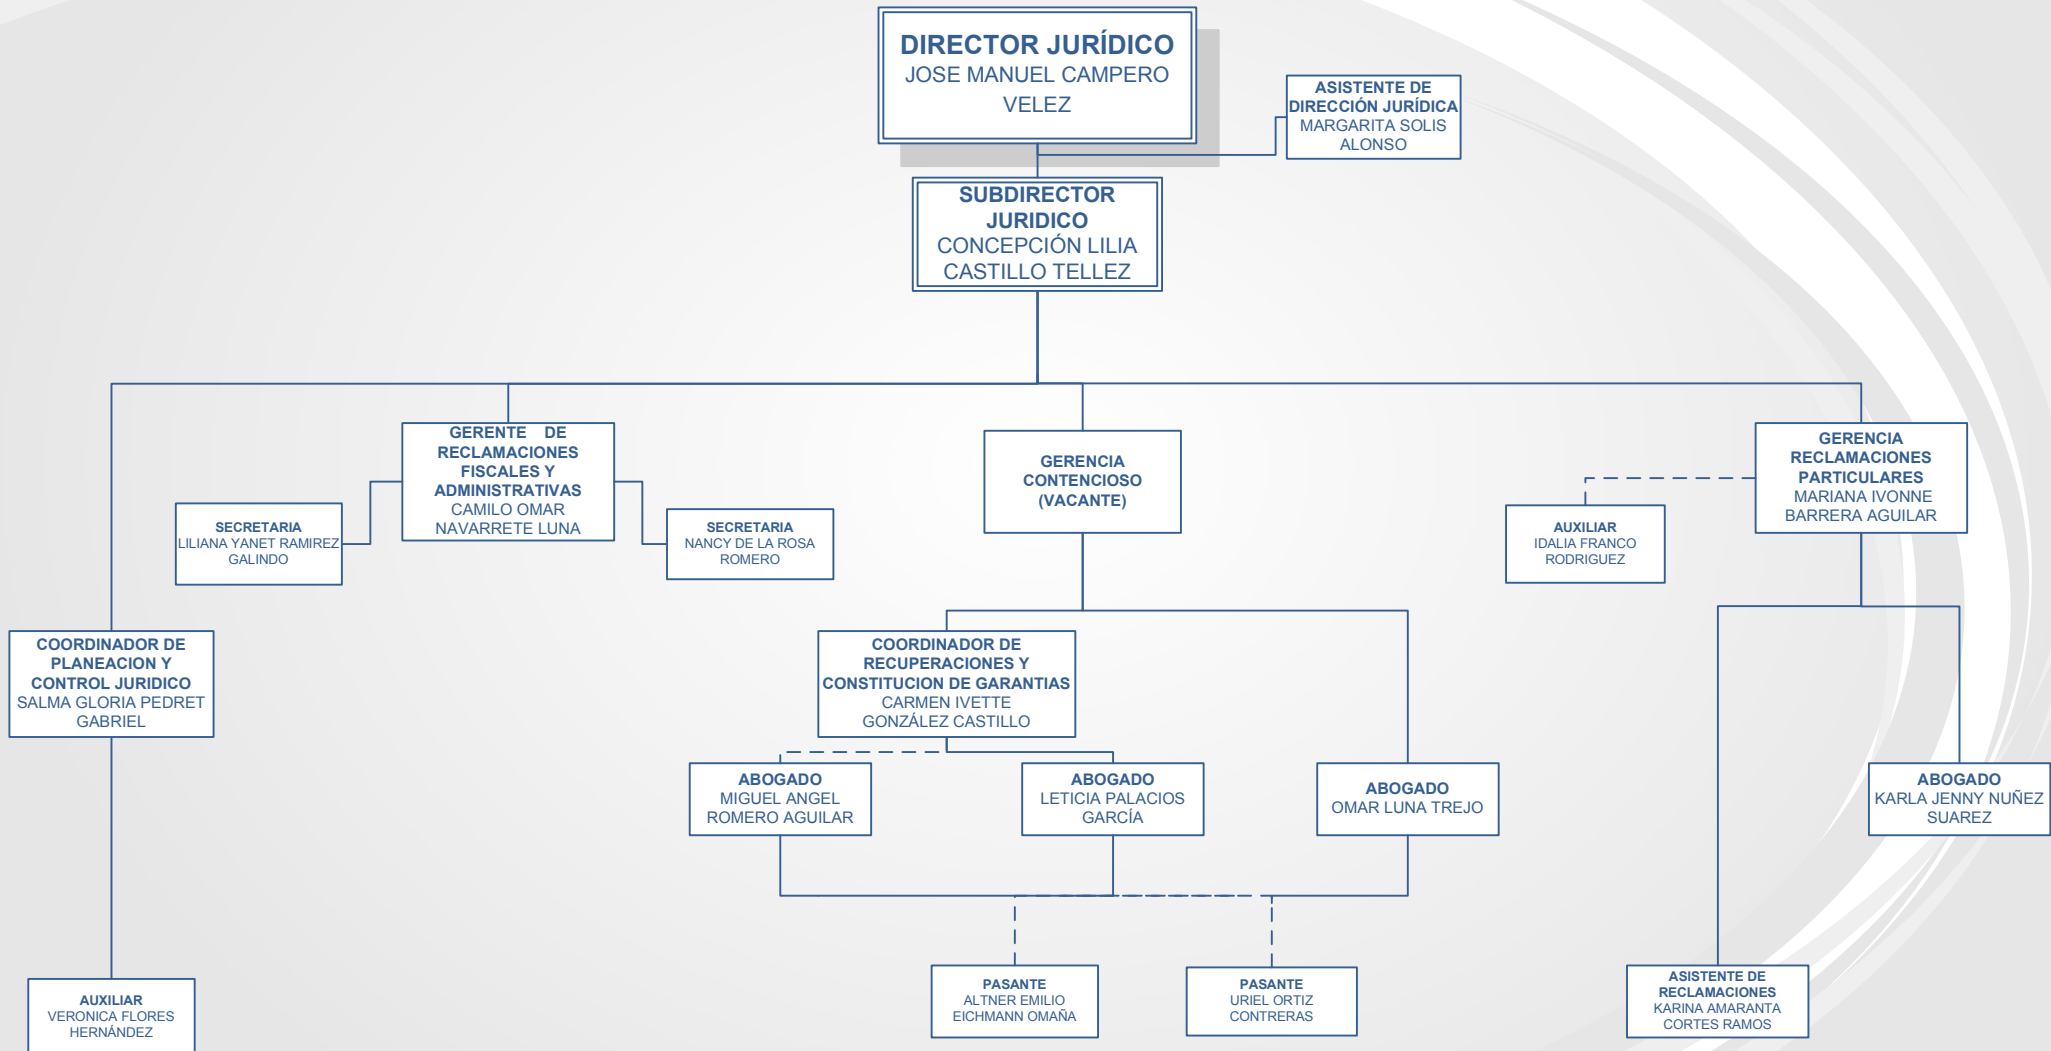 DIRECTOR JURÍDICO
JOSE MANUEL CAMPERO
VELEZ
ASISTENTE DE
DIRECCIÓN JURÍDICA
MARGARITA SOLIS
ALONSO
SUBDIRECTOR
JURIDICO
CONCEPCIÓN LILIA
CASTILLO TELLEZ
GERENTE DE
RECLAMACIONES
FISCALES Y
ADMINISTRATIVAS
CAMILO OMAR
NAVARRETE LUNA
GERENCIA
CONTENCIOSO
(VACANTE)
GERENCIA
RECLAMACIONES
PARTICULARES
MARIANA IVONNE
BARRERA AGUILAR
SECRETARIA
LILIANA YANET RAMIREZ
GALINDO
SECRETARIA
NANCY DE LA ROSA
ROMERO
AUXILIAR
IDALIA FRANCO
RODRIGUEZ
COORDINADOR DE
PLANEACION Y
CONTROL JURIDICO
SALMA GLORIA PEDRET
GABRIEL
COORDINADOR DE
RECUPERACIONES Y
CONSTITUCION DE GARANTIAS
CARMEN IVETTE
GONZÁLEZ CASTILLO
ABOGADO
MIGUEL ANGEL
ROMERO AGUILAR
ABOGADO
LETICIA PALACIOS
GARCÍA
ABOGADO
OMAR LUNA TREJO
ABOGADO
KARLA JENNY NUÑEZ
SUAREZ
AUXILIAR
VERONICA FLORES
HERNÁNDEZ
PASANTE
ALTNER EMILIO
EICHMANN OMAÑA
PASANTE
URIEL ORTIZ
CONTRERAS
ASISTENTE DE
RECLAMACIONES
KARINA AMARANTA
CORTES RAMOS